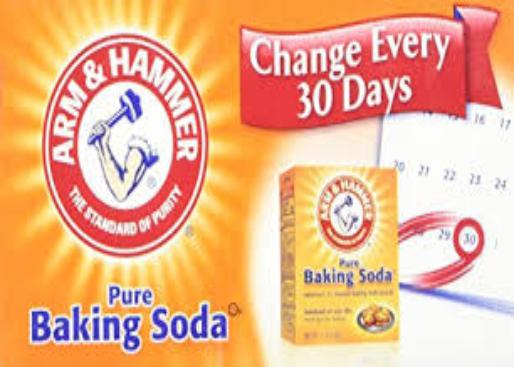 ARM & HAMMER
THE STANDARD OF PURITY
®
®
Pure
Baking Soda
Change Every
30 Days
16 17
20 21 22 23 24
29 30
ARM & HAMMER
Pure
Baking Soda